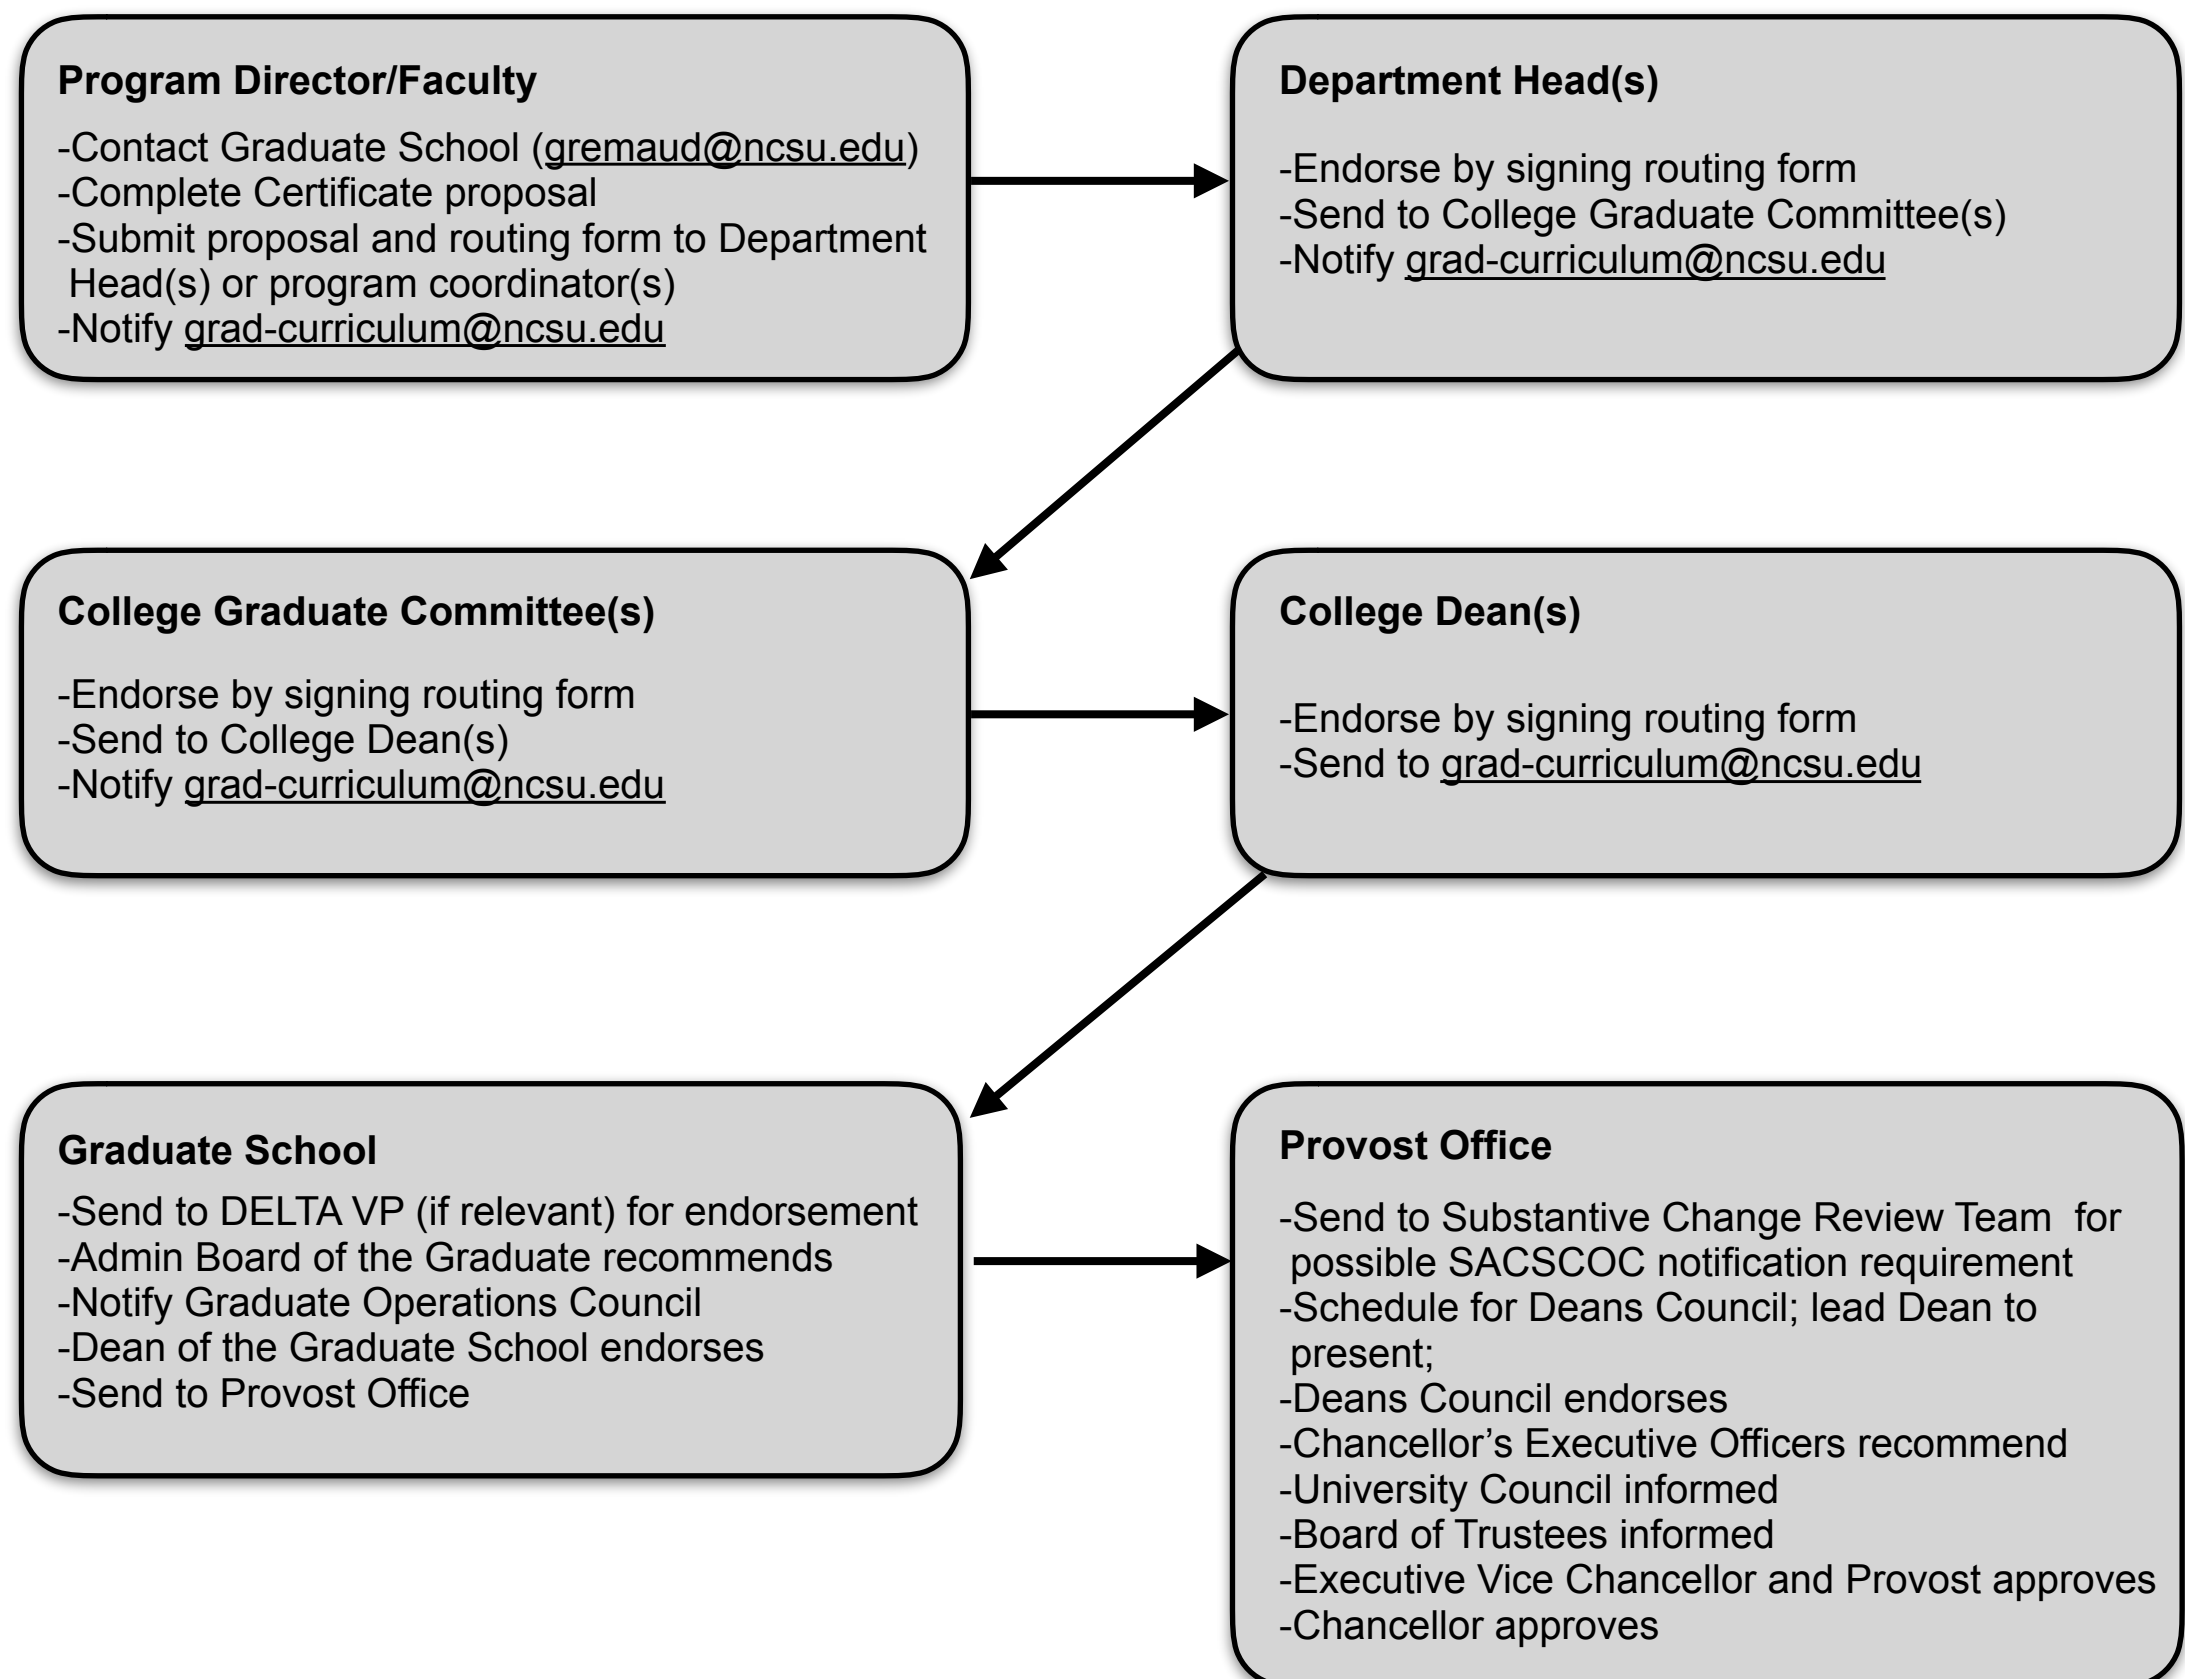 Program Director/Faculty
-Contact Graduate School (gremaud@ncsu.edu)
-Complete Certificate proposal
-Submit proposal and routing form to Department
Head(s) or program coordinator(s)
-Notify grad-curriculum@ncsu.edu
Department Head(s)
-Endorse by signing routing form
-Send to College Graduate Committee(s)
-Notify grad-curriculum@ncsu.edu
College Graduate Committee(s)
-Endorse by signing routing form
-Send to College Dean(s)
-Notify grad-curriculum@ncsu.edu
College Dean(s)
-Endorse by signing routing form
-Send to grad-curriculum@ncsu.edu
Graduate School
-Send to DELTA VP (if relevant) for endorsement
-Admin Board of the Graduate recommends
-Notify Graduate Operations Council
-Dean of the Graduate School endorses
-Send to Provost Office
Provost Office
-Send to Substantive Change Review Team  for
possible SACSCOC notification requirement
-Schedule for Deans Council; lead Dean to
present;
-Deans Council endorses
-Chancellor’s Executive Officers recommend
-University Council informed
-Board of Trustees informed
-Executive Vice Chancellor and Provost approves
-Chancellor approves